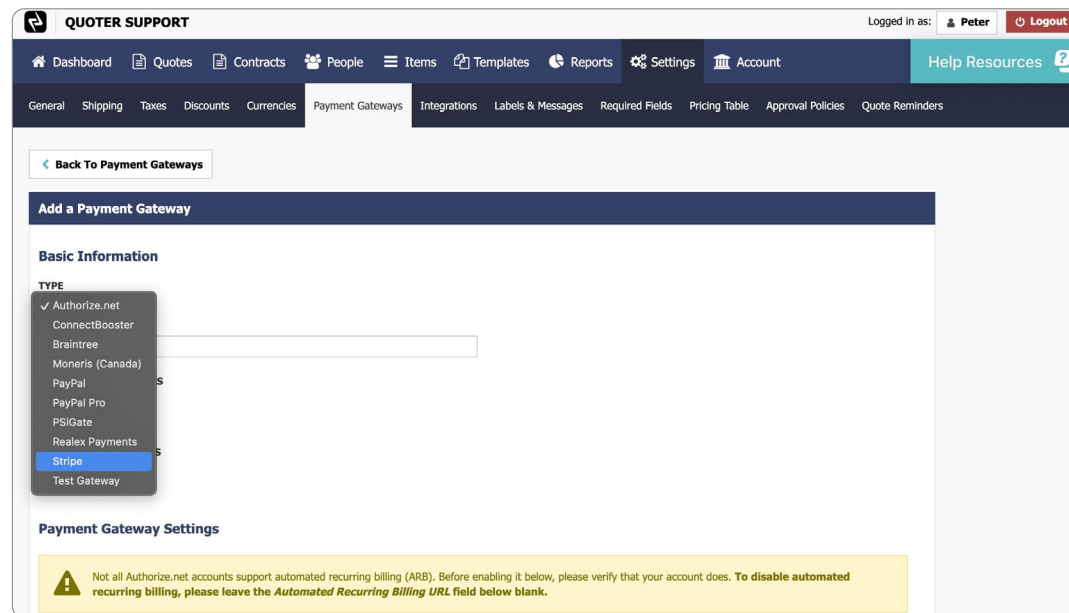 QUOTER SUPPORT
Logged in as: Peter Logout
Dashboard Quotes Contracts People Items Templates Reports Settings Account Help Resources ?
General Shipping Taxes Discounts Currencies Payment Gateways Integrations Labels & Messages Required Fields Pricing Table Approval Policies Quote Reminders
Back To Payment Gateways
Add a Payment Gateway
Basic Information
TYPE
Authorize.net
ConnectBooster
Braintree
Moneris (Canada)
PayPal
PayPal Pro
PSiGate
Realex Payments
Stripe
Test Gateway
Payment Gateway Settings
Not all Authorize.net accounts support automated recurring billing (ARB). Before enabling it below, please verify that your account does. To disable automated
recurring billing, please leave the Automated Recurring Billing URL field below blank.